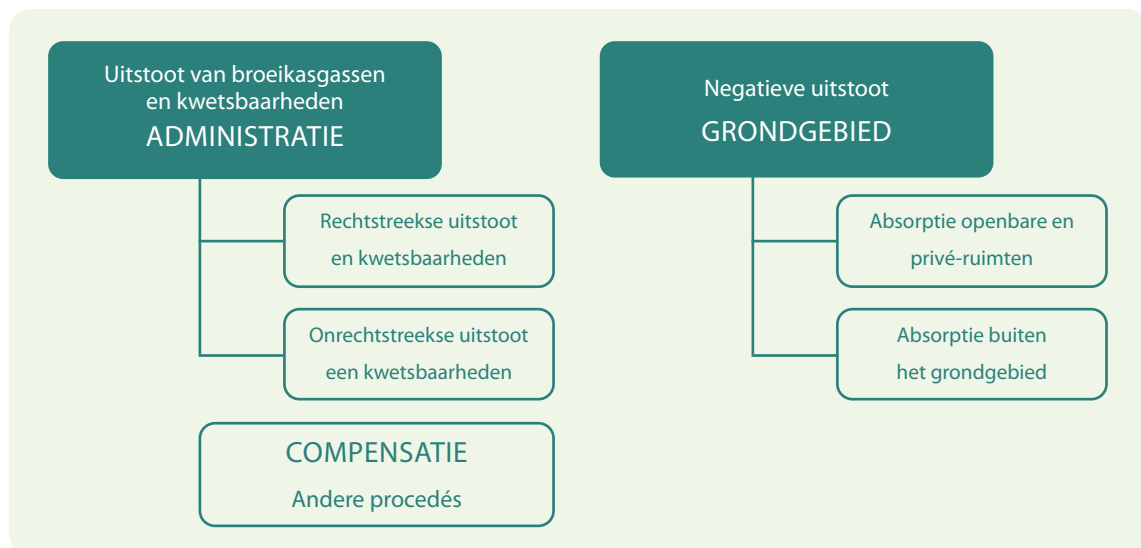 Uitstoot van broeikasgassen
en kwetsbaarheden
ADMINISTRATIE
Rechtstreekse uitstoot
en kwetsbaarheden
Onrechtstreekse uitstoot
een kwetsbaarheden
COMPENSATIE
Andere procedés
Negatieve uitstoot
GRONDGEBIED
Absorptie openbare en
privé-ruimten
Absorptie buiten
het grondgebied